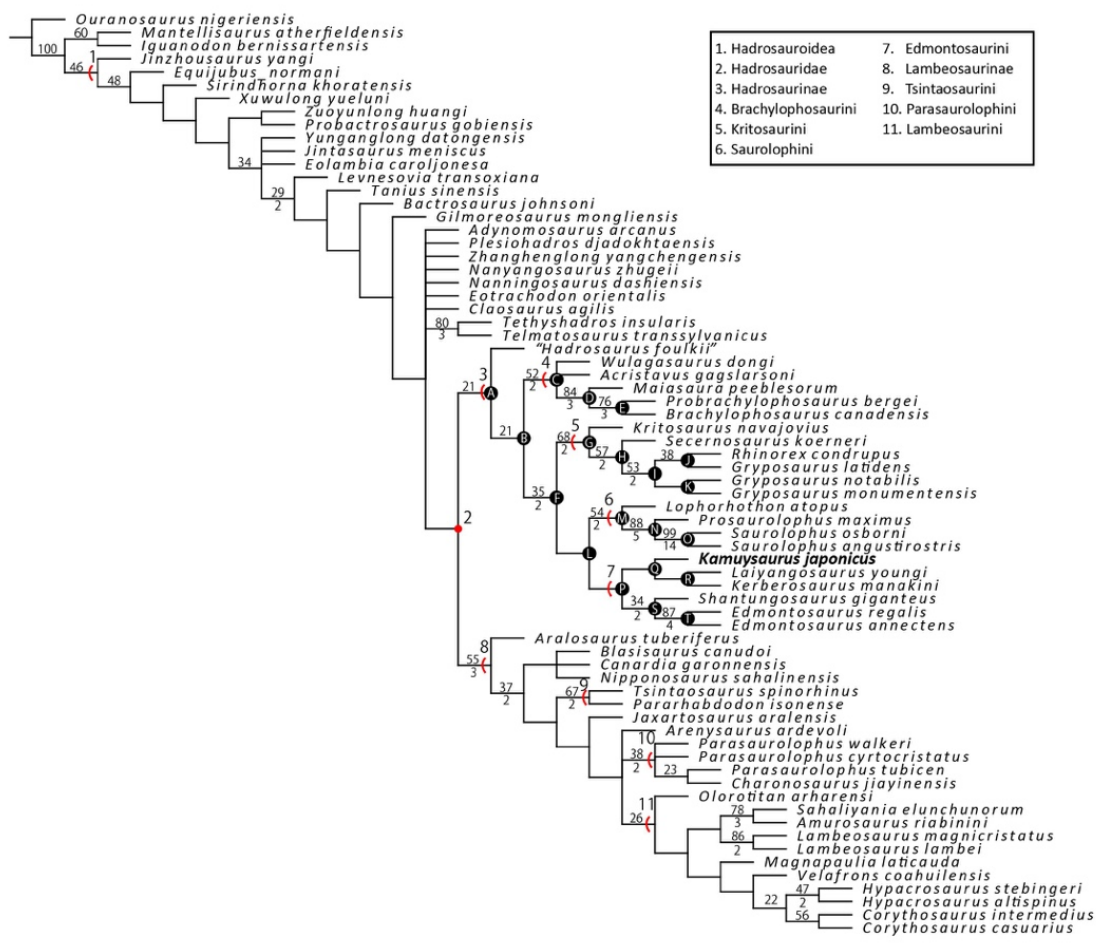 Ouranosaurus nigeriensis
60 Mantellisaurus atherfieldensis
100 Iguanodon bernissartensis
1 Jinzhousaurus yangi
46
48 Equijubus normani
Sirindhorna khoratensis
Xuwulong yueluni
Zuoyunlong huangi
Probactrosaurus gobiensis
Yunganglong datongensis
Jintasaurus meniscus
34 Eolambia caroljonesa
Levnesovia transoxiana
29
2
Tanius sinensis
Bactrosaurus johnsoni
Gilmoreosaurus mongliensis
Adynomosaurus arcanus
Plesiohadros djadokhtaensis
Zhanghenglong yangchengensis
Nanyangosaurus zhugeii
Nanningosaurus dashiensis
Eotrachodon orientalis
Claosaurus agilis
80 Tethyshadros insularis
3 Telmatosaurus transsylvanicus
“Hadrosaurus foulkii”
4 Wulagasaurus dongi
3 52 C Acristavus gagslarsoni
2
21 A 84 D Maiasaura peeblesorum
3 76 E Probrachylophosaurus bergei
3 Brachylophosaurus canadensis
5 Kritosaurus navajovius
21 B 68 G Secernosaurus koerneri
2
57 H 38 J Rhinorex condrupus
2 53 I Gryposaurus latidens
2 Gryposaurus notabilis
K Gryposaurus monumentensis
35 F 6 Lophorhothon atopus
2 54 M Prosaurolophus maximus
2 88 N 99 Saurolophus osborni
5 14 O Saurolophus angustirostris
2 L Kamuysaurus japonicus
7 Q Laiyangosaurus youngi
P R Kerberosaurus manakini
34 S Shantungosaurus giganteus
2 87 T Edmontosaurus regalis
4 Edmontosaurus annectens
8 Aralosaurus tuberiferus
55
3
Blasisaurus canudoi
Canardia garonnensis
37
2
Nipponosaurus sahalinensis
67 9 Tsintaosaurus spinorhinus
2 Pararhabdodon isonense
Jaxartosaurus aralensis
Arenysaurus ardevoli
10 Parasaurolophus walkeri
38 Parasaurolophus cyrtocristatus
2 23 Parasaurolophus tubicen
Charonosaurus jiayinensis
11 Olorotitan arharensi
26 78 Sahaliyania elunchunorum
3 Amurosaurus riabinini
86 Lambeosaurus magnicristatus
2 Lambeosaurus lambei
Magnapaulia laticauda
Velafrons coahuilensis
22 47 Hypacrosaurus stebingeri
2 Hypacrosaurus altispinus
56 Corythosaurus intermedius
Corythosaurus casuarius
1. Hadrosauroidea
2. Hadrosauridae
3. Hadrosaurinae
4. Brachylophosaurini
5. Kritosaurini
6. Saurolophini
7. Edmontosaurini
8. Lambeosaurinae
9. Tsintaosaurini
10. Parasaurolophini
11. Lambeosaurini